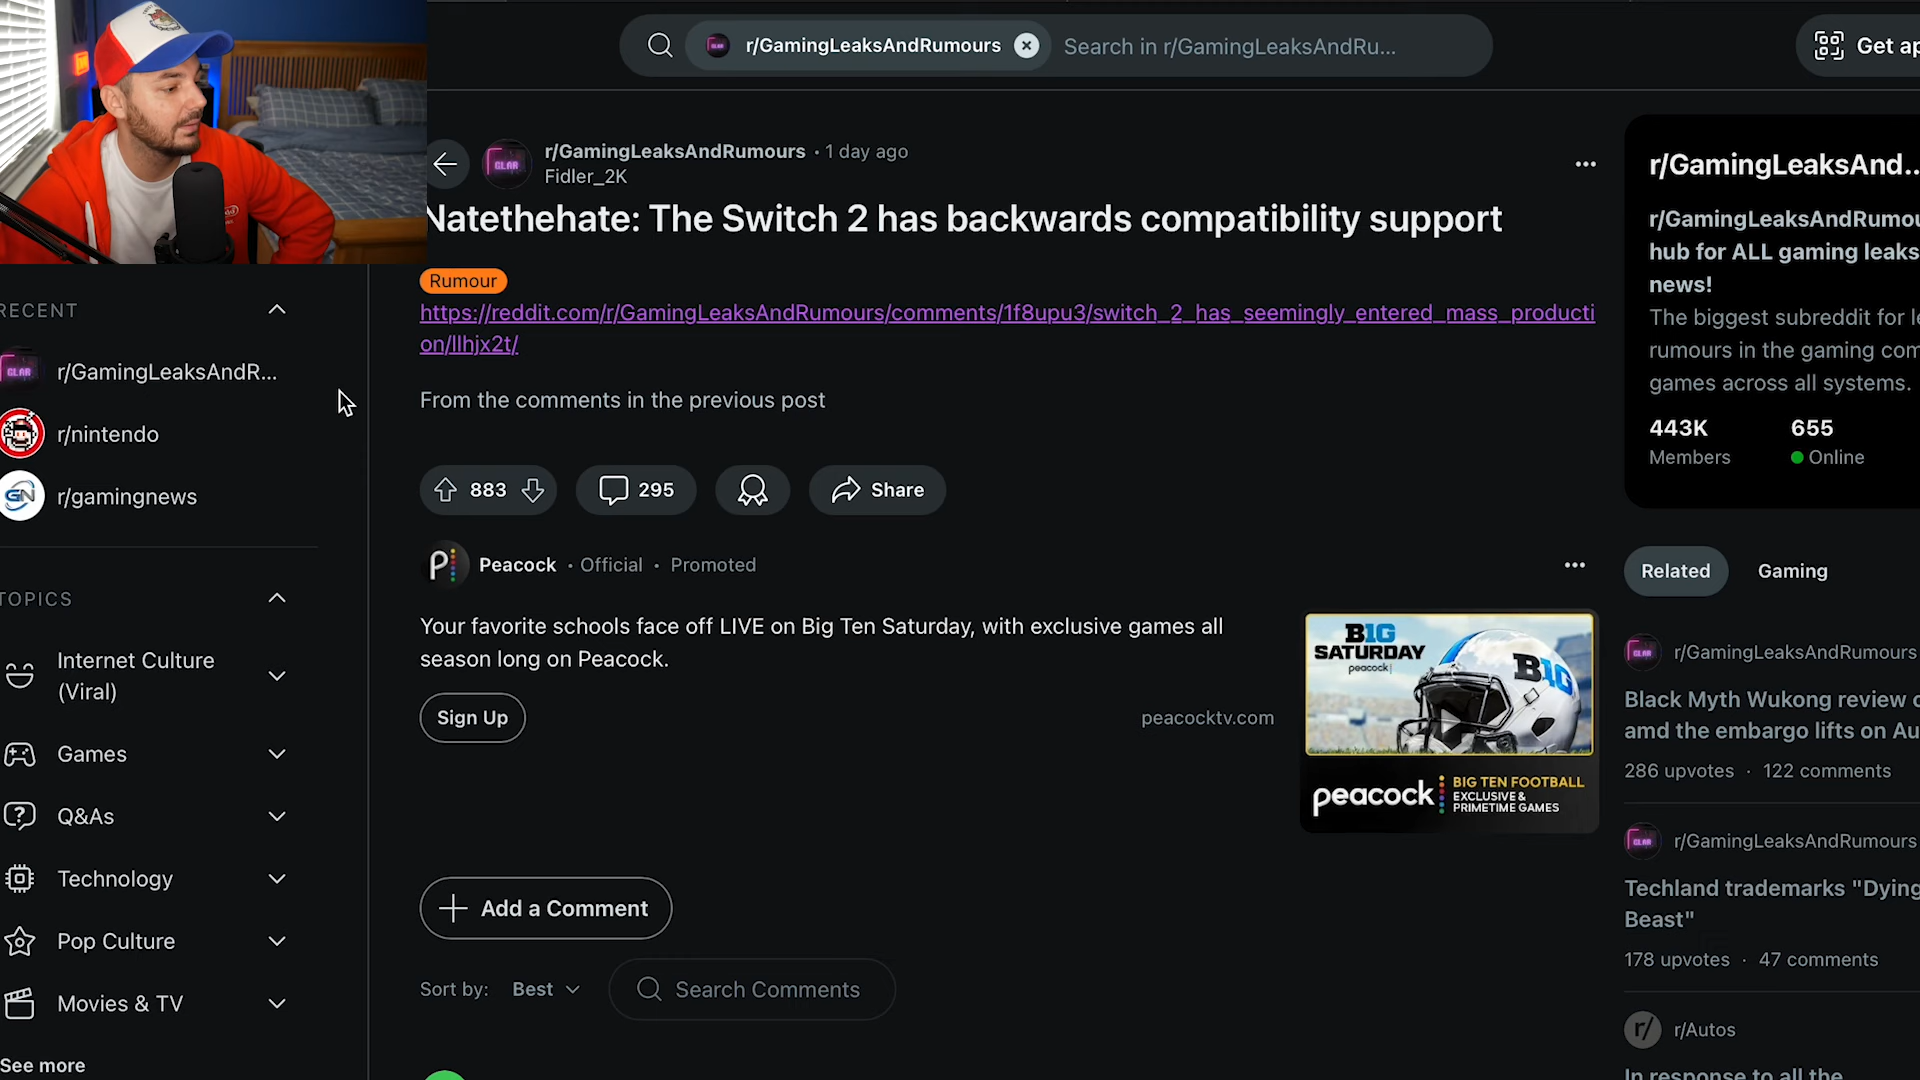 r/GamingLeaksAndRumours
Search in r/GamingLeaksAndRu...
Get ap
GLAR
r/GamingLeaksAndRumours • 1 day ago
Fidler_2K
Natethehate: The Switch 2 has backwards compatibility support
Rumour
https://reddit.com/r/GamingLeaksAndRumours/comments/1f8upu3/switch_2_has_seemingly_entered_mass_producti
on/llhjx2t/
From the comments in the previous post
883
295
Share
Peacock • Official • Promoted
Your favorite schools face off LIVE on Big Ten Saturday, with exclusive games all
season long on Peacock.
Sign Up
peacocktv.com
B1G
SATURDAY
peacock
B1G
peacock
BIG TEN FOOTBALL
EXCLUSIVE &
PRIMETIME GAMES
Add a Comment
Sort by: Best
Search Comments
RECENT
GLAR
r/GamingLeaksAndR...
r/nintendo
GN
r/gamingnews
TOPICS
Internet Culture
(Viral)
Games
Q&As
Technology
Pop Culture
Movies & TV
See more
r/GamingLeaksAnd...
r/GamingLeaksAndRumou
hub for ALL gaming leaks
news!
The biggest subreddit for le
rumours in the gaming com
games across all systems.
443K
Members
655
Online
Related
Gaming
GLAR
r/GamingLeaksAndRumours
Black Myth Wukong review c
amd the embargo lifts on Au
286 upvotes · 122 comments
GLAR
r/GamingLeaksAndRumours
Techland trademarks "Dying
Beast"
178 upvotes · 47 comments
r/
r/Autos
In response to all the